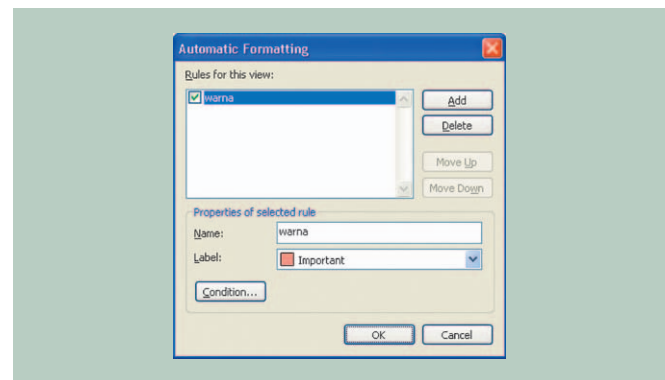 Automatic Formatting
Rules for this view:
warna
Add
Delete
Move Up
Move Down
Properties of selected rule
Name:
warna
Label:
Important
Condition...
OK
Cancel